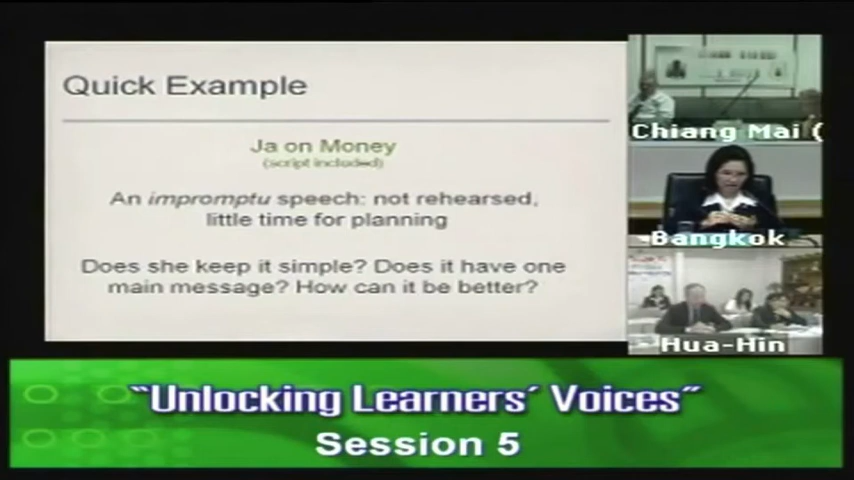 Quick Example
Ja on Money
(script included)
An impromptu speech: not rehearsed,
little time for planning
Does she keep it simple? Does it have one
main message? How can it be better?
Chiang Mai (
Bangkok
Hua-Hin
“Unlocking Learners´ Voices”
Session 5